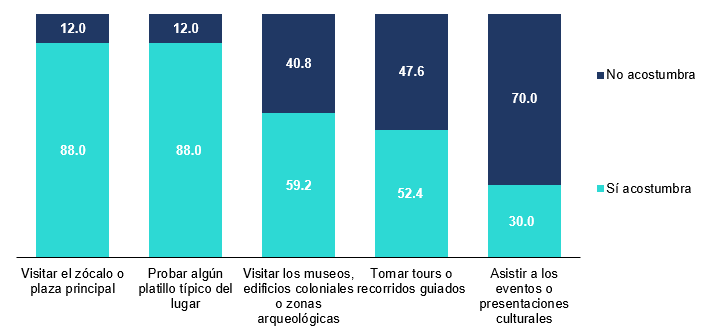 12.0
12.0
40.8
47.6
70.0
No acostumbra
88.0
88.0
59.2
52.4
30.0
Sí acostumbra
Visitar el zócalo o
plaza principal
Probar algún
platillo típico del
lugar
Visitar los museos,
edificios coloniales
o zonas
arqueológicas
Tomar tours o
recorridos guiados
Asistir a los
eventos o
presentaciones
culturales